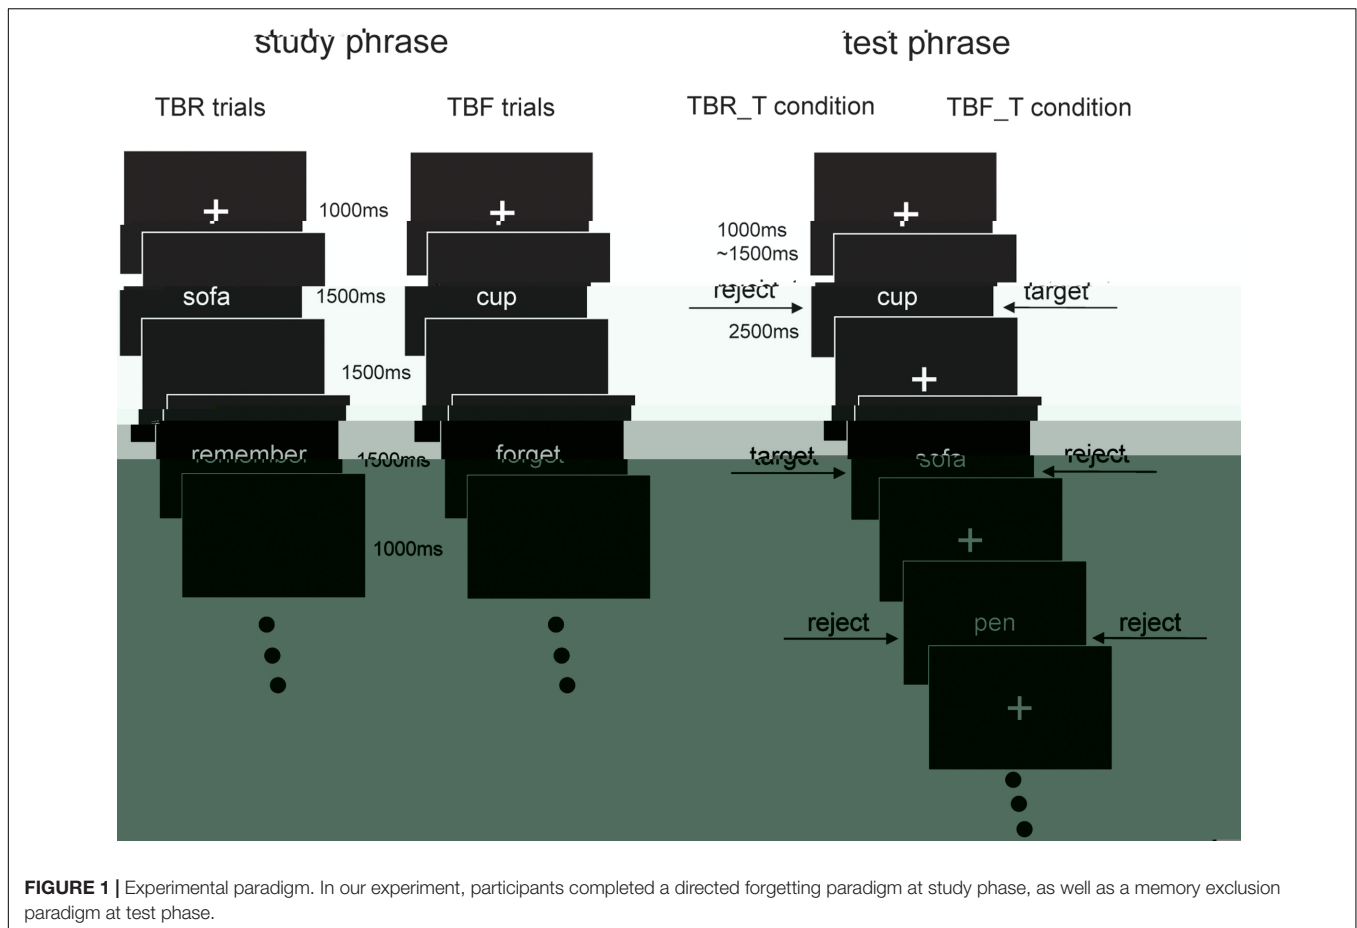 study phrase
test phrase
TBR trials
TBF trials
TBR_T condition
TBF_T condition
1000ms
1000ms
~1500ms
sofa
1500ms
cup
reject
cup
target
2500ms
1500ms
remember
1500ms
forget
target
sofa
reject
1000ms
reject
pen
reject
FIGURE 1 | Experimental paradigm. In our experiment, participants completed a directed forgetting paradigm at study phase, as well as a memory exclusion
paradigm at test phase.